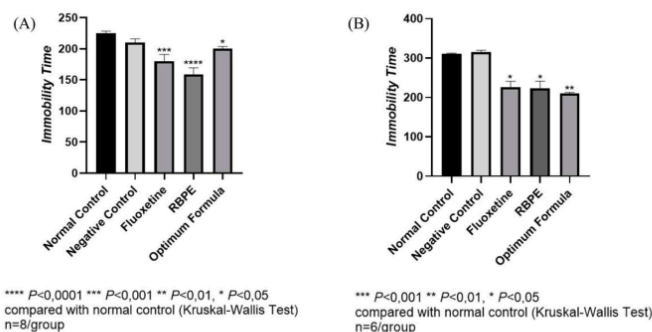 (A)
Immobility Time
250
200
150
100
50
0
***
****
*
Normal Control
Negative Control
Fluoxetine
RBPE
Optimum Formula
**** P<0,0001 *** P<0,001 ** P<0,01, * P<0,05
compared with normal control (Kruskal-Wallis Test)
n=8/group
(B)
Immobility Time
400
300
200
100
0
*
*
**
Normal Control
Negative Control
Fluoxetine
RBPE
Optimum Formula
*** P<0,001 ** P<0,01, * P<0,05
compared with normal control (Kruskal-Wallis Test)
n=6/group